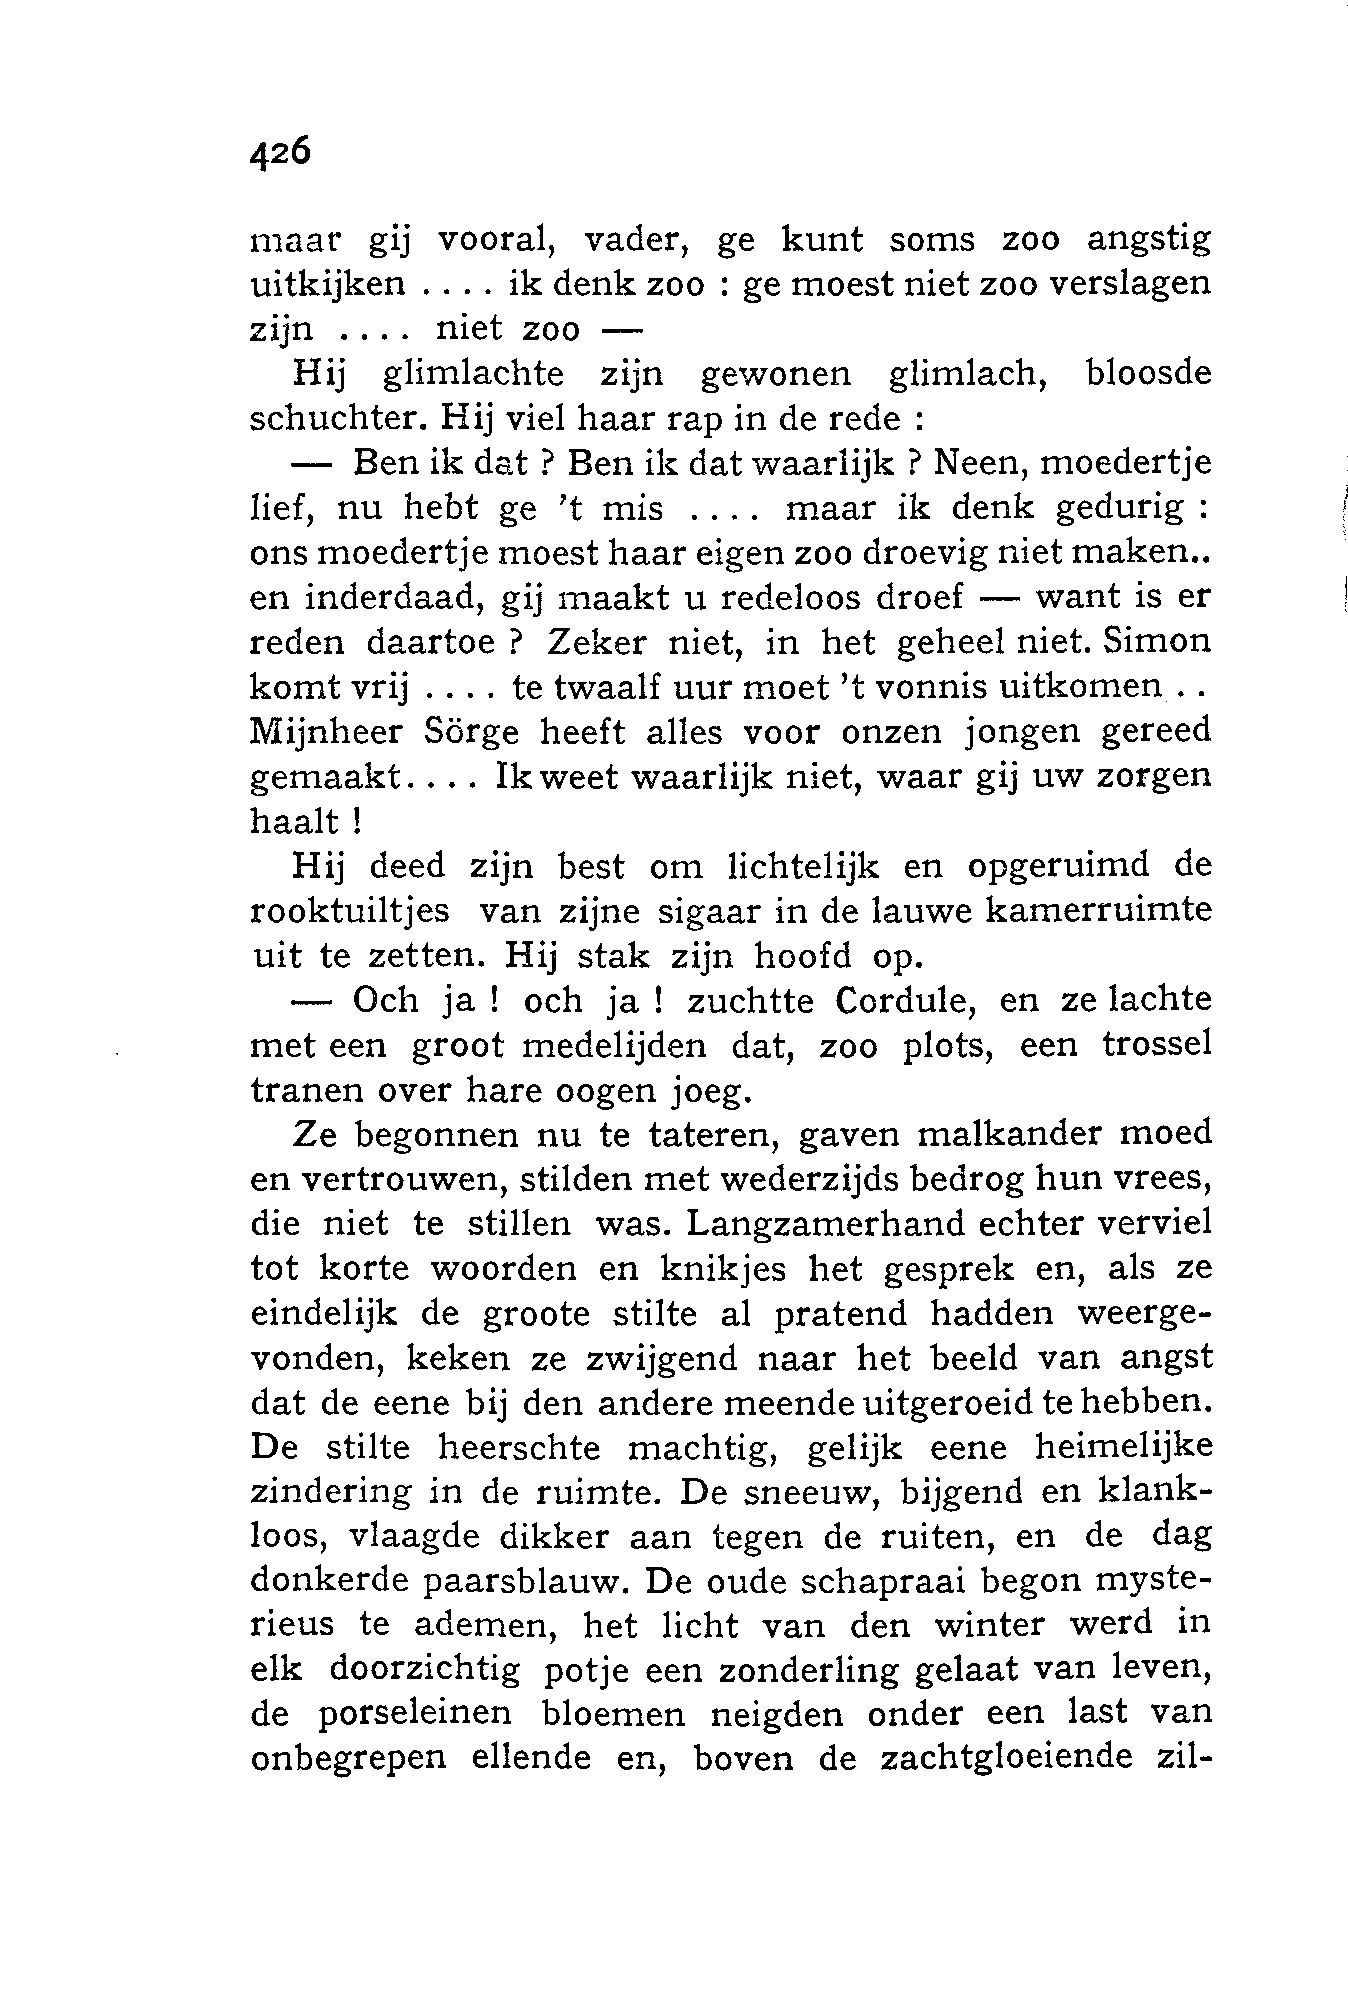 426
maar gij vooral, vader, ge kunt soms zoo angstig
uitkijken . . . . ik denk zoo : ge moest niet zoo verslagen
zijn . . . . niet zoo —
Hij glimlachte zijn gewonen glimlach, bloosde
schuchter. Hij viel haar rap in de rede :
— Ben ik dat ? Ben ik dat waarlijk ? Neen, moedertje
lief, nu hebt ge 't mis . . . . maar ik denk gedurig :
ons moedertje moest haar eigen zoo droevig niet maken..
en inderdaad, gij maakt u redeloos droef — want is er
reden daartoe ? Zeker niet, in het geheel niet. Simon
komt vrij . . . . te twaalf uur moet 't vonnis uitkomen . .
Mijnheer Sörge heeft alles voor onzen jongen gereed
gemaakt. . . . Ik weet waarlijk niet, waar gij uw zorgen
haalt !
Hij deed zijn best om lichtelijk en opgeruimd de
rooktuiltjes van zijne sigaar in de lauwe kamerruimte
uit te zetten. Hij stak zijn hoofd op.
— Och ja ! och ja ! zuchtte Cordule, en ze lachte
met een groot medelijden dat, zoo plots, een trossel
tranen over hare oogen joeg.
Ze begonnen nu te tateren, gaven malkander moed
en vertrouwen, stilden met wederzijds bedrog hun vrees,
die niet te stillen was. Langzamerhand echter verviel
tot korte woorden en knikjes het gesprek en, als ze
eindelijk de groote stilte al pratend hadden weerge-
vonden, keken ze zwijgend naar het beeld van angst
dat de eene bij den andere meende uitgeroeid te hebben.
De stilte heerschte machtig, gelijk eene heimelijke
zindering in de ruimte. De sneeuw, bijgend en klank-
loos, vlaagde dikker aan tegen de ruiten, en de dag
donkerde paarsblauw. De oude schapraai begon myste-
rieus te ademen, het licht van den winter werd in
elk doorzichtig potje een zonderling gelaat van leven,
de porseleinen bloemen neigden onder een last van
onbegrepen ellende en, boven de zachtgloeiende zil-